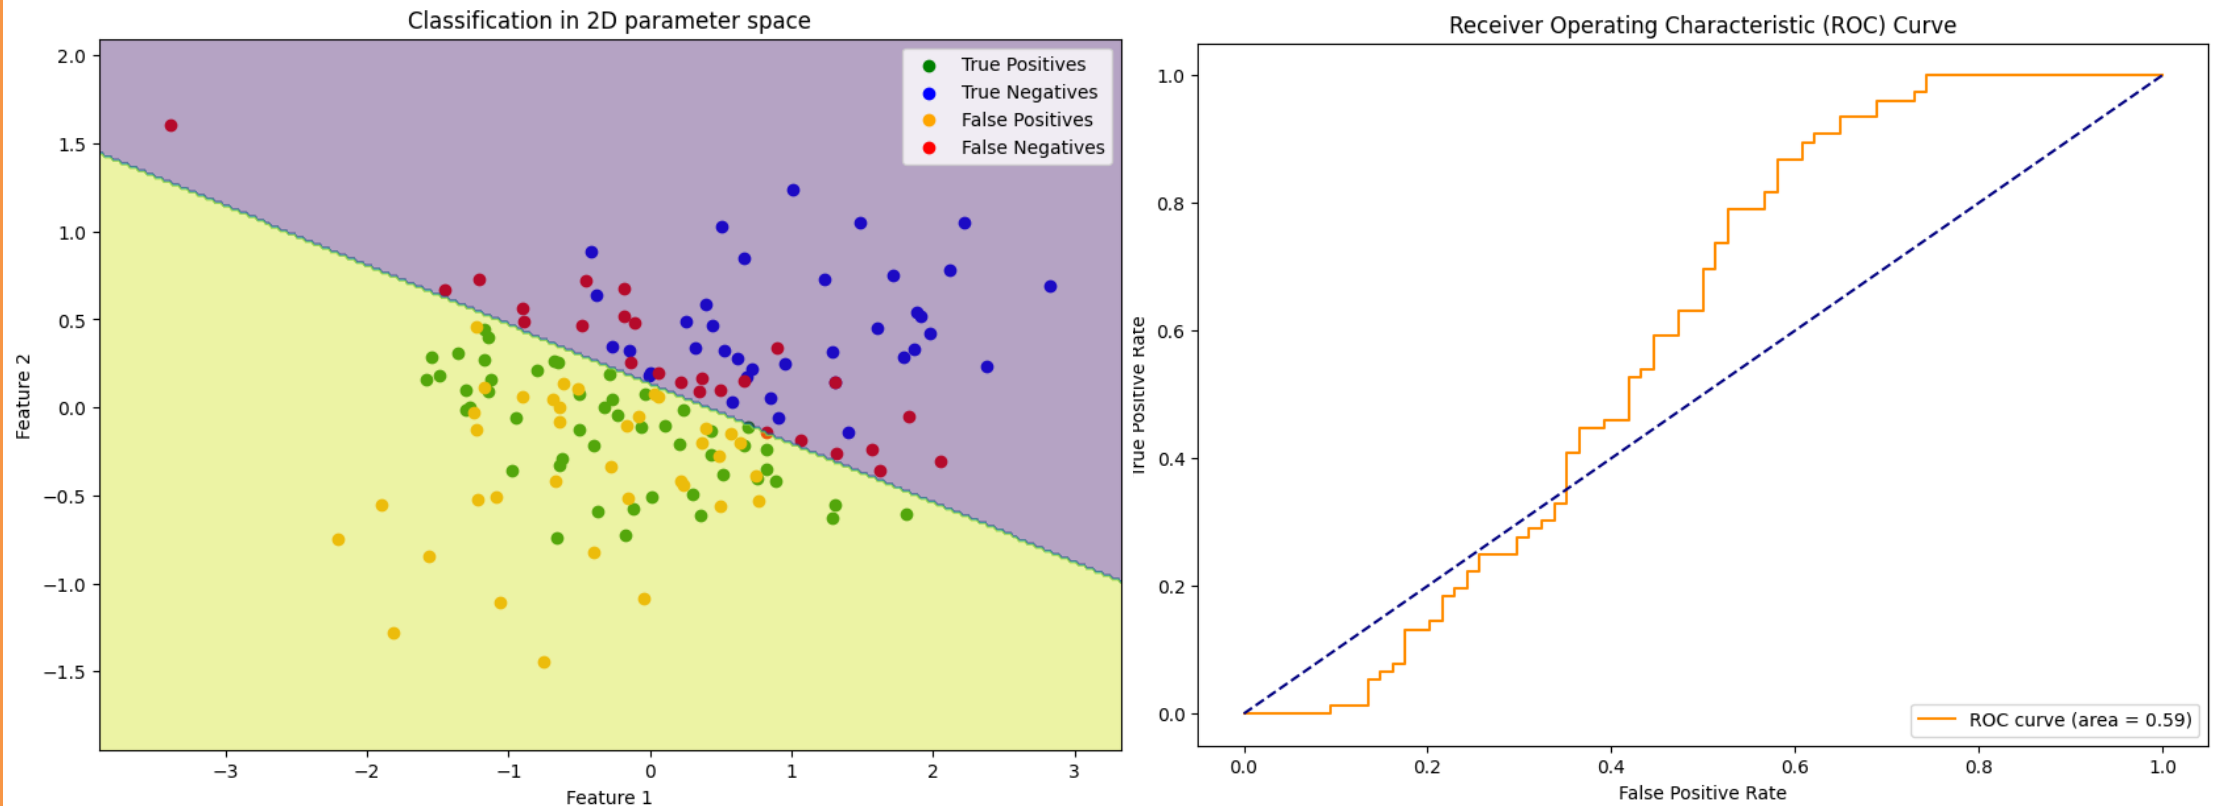 Classification in 2D parameter space
2.0
1.5
1.0
0.5
0.0
−0.5
−1.0
−1.5
Feature 2
True Positives
True Negatives
False Positives
False Negatives
−3
−2
−1
0
1
2
3
Feature 1
Receiver Operating Characteristic (ROC) Curve
1.0
0.8
0.6
0.4
0.2
0.0
True Positive Rate
ROC curve (area = 0.59)
0.0
0.2
0.4
0.6
0.8
1.0
False Positive Rate